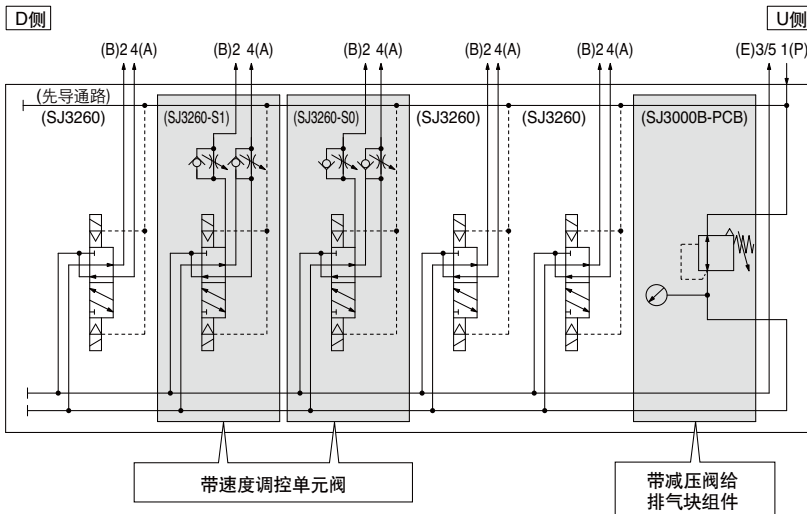 D侧
U侧
(B)2 4(A)
(B)2 4(A)
(B)2 4(A)
(B)2 4(A)
(B)2 4(A)
(E)3/5 1(P)
(先导通路)
(SJ3260)
(SJ3260-S1)
(SJ3260-S0)
(SJ3260)
(SJ3260)
(SJ3000B-PCB)
带速度调控单元阀
带减压阀给
排气块组件